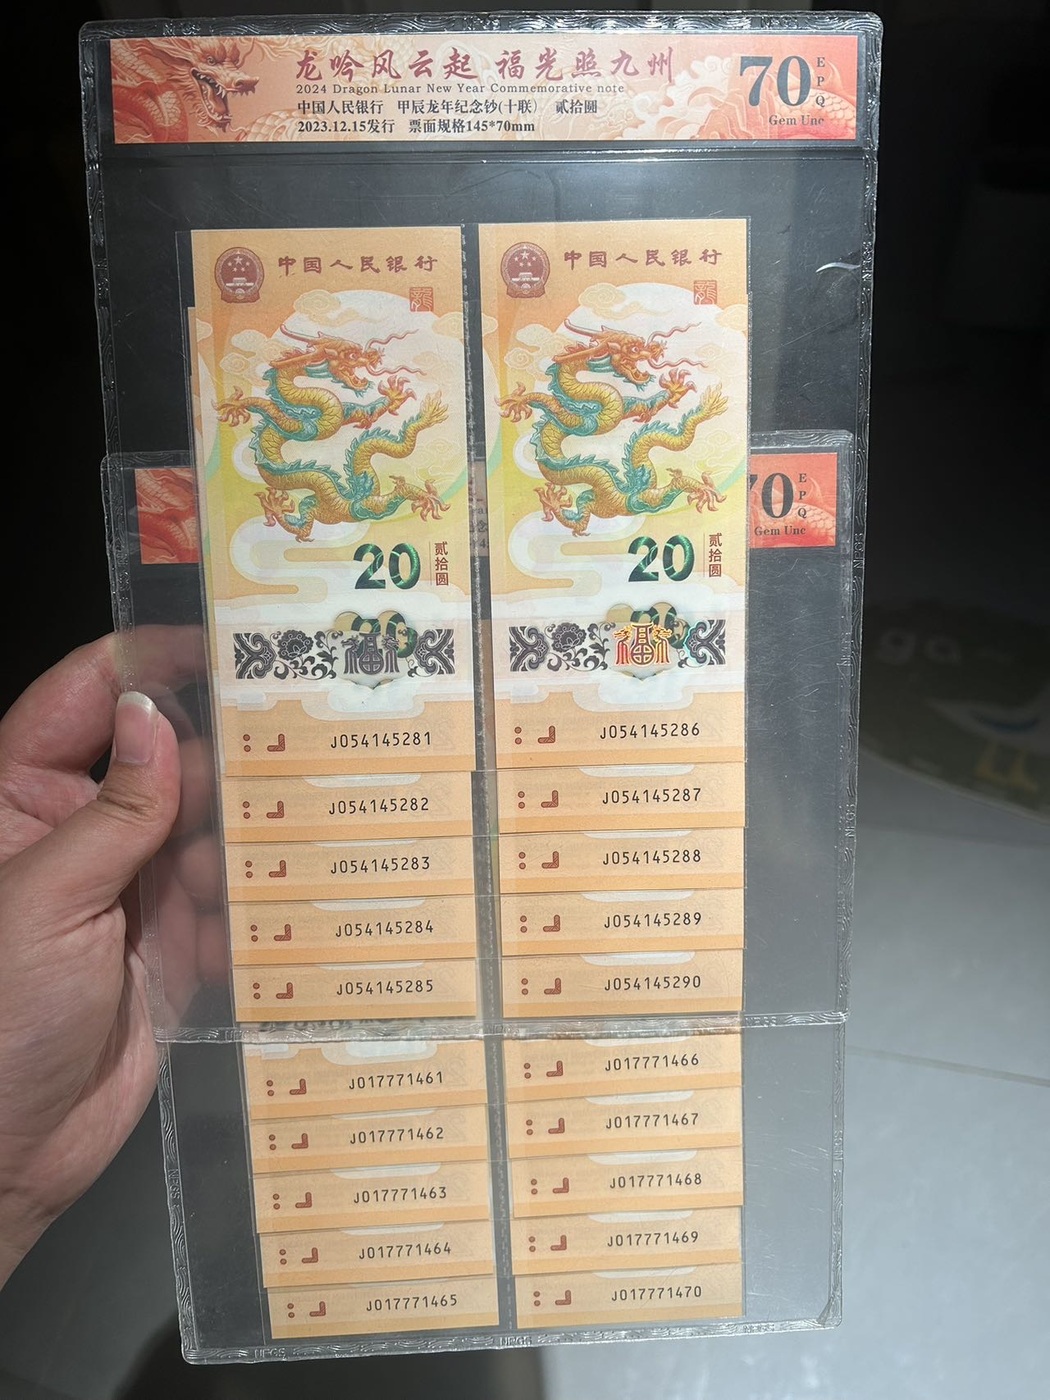 龙吟风云起 福光照九州
2024 Dragon Lunar New Year Commemorative note
中国人民银行 甲辰龙年纪念钞(十联) 贰拾圆
2023.12.15发行 票面规格145*70mm
70
EPQ
Gem Unc
中国人民银行
龍
20
贰拾圆
福
中国人民银行
龍
20
贰拾圆
福
70
EPQ
Gem Unc
J054145281
J054145282
J054145283
J054145284
J054145285
J054145286
J054145287
J054145288
J054145289
J054145290
J017771461
J017771462
J017771463
J017771464
J017771465
J017771466
J017771467
J017771468
J017771469
J017771470